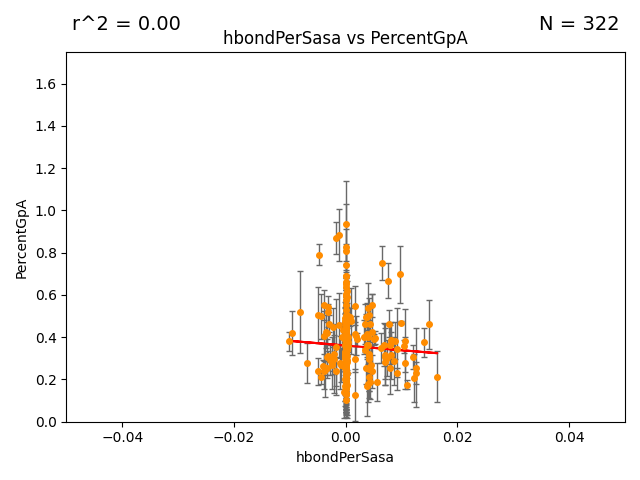 r^2 = 0.00
N = 322
hbondPerSasa vs PercentGpA
1.6
1.4
1.2
1.0
0.8
0.6
0.4
0.2
0.0
PercentGpA
−0.04
−0.02
0.00
0.02
0.04
hbondPerSasa